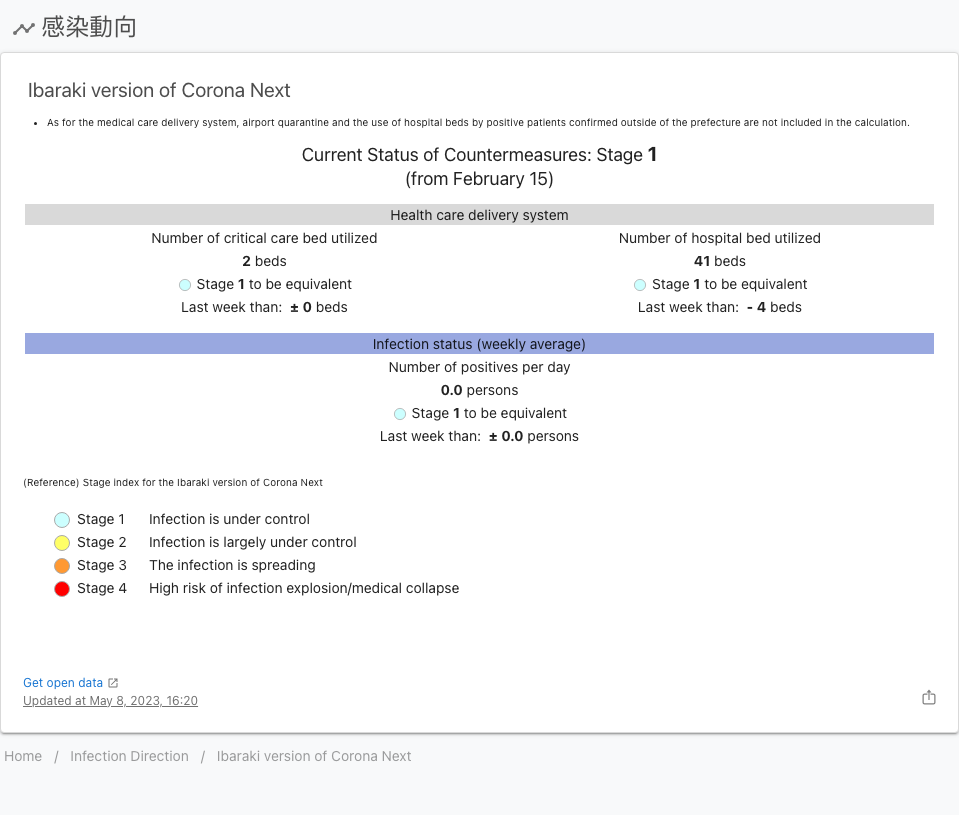 感染動向
Ibaraki version of Corona Next
• As for the medical care delivery system, airport quarantine and the use of hospital beds by positive patients confirmed outside of the prefecture are not included in the calculation.
Current Status of Countermeasures: Stage 1
(from February 15)
Health care delivery system
Number of critical care bed utilized
2 beds
Stage 1 to be equivalent
Last week than: ± 0 beds
Number of hospital bed utilized
41 beds
Stage 1 to be equivalent
Last week than: - 4 beds
Infection status (weekly average)
Number of positives per day
0.0 persons
Stage 1 to be equivalent
Last week than: ± 0.0 persons
(Reference) Stage index for the Ibaraki version of Corona Next
Stage 1 Infection is under control
Stage 2 Infection is largely under control
Stage 3 The infection is spreading
Stage 4 High risk of infection explosion/medical collapse
Get open data
Updated at May 8, 2023, 16:20
Home / Infection Direction / Ibaraki version of Corona Next